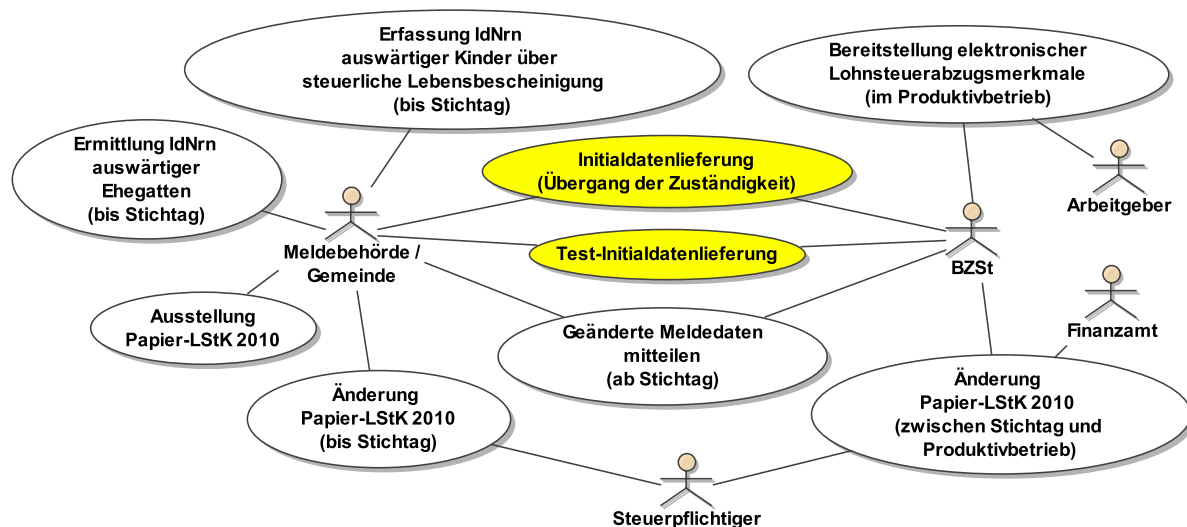 Erfassung IdNrn
auswärtiger Kinder über
steuerliche Lebensbescheinigung
(bis Stichtag)
Bereitstellung elektronischer
Lohnsteuerabzugsmerkmale
(im Produktivbetrieb)
Ermittlung IdNrn
auswärtiger
Ehegatten
(bis Stichtag)
Initialdatenlieferung
(Übergang der Zuständigkeit)
Arbeitgeber
Meldebehörde /
Gemeinde
Test-Initialdatenlieferung
BZSt
Ausstellung
Papier-LStK 2010
Geänderte Meldedaten
mitteilen
(ab Stichtag)
Finanzamt
Änderung
Papier-LStK 2010
(bis Stichtag)
Änderung
Papier-LStK 2010
(zwischen Stichtag und
Produktivbetrieb)
Steuerpflichtiger